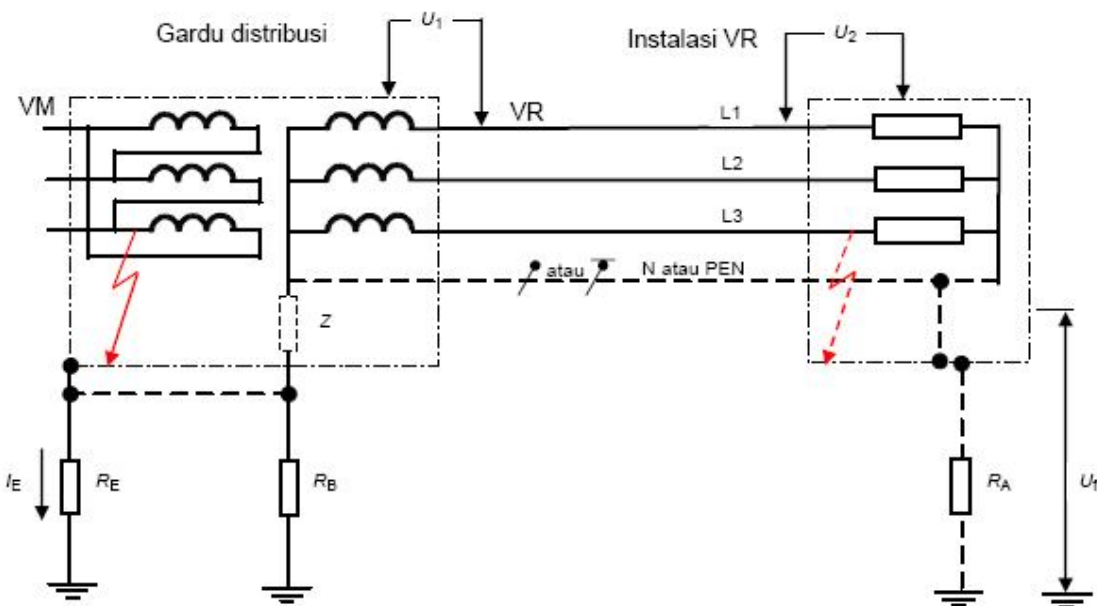 Gardu distribusi
U1
Instalasi VR
U2
VM
VR
L1
L2
L3
atau
N atau PEN
Z
IE
RE
RB
RA
Uf